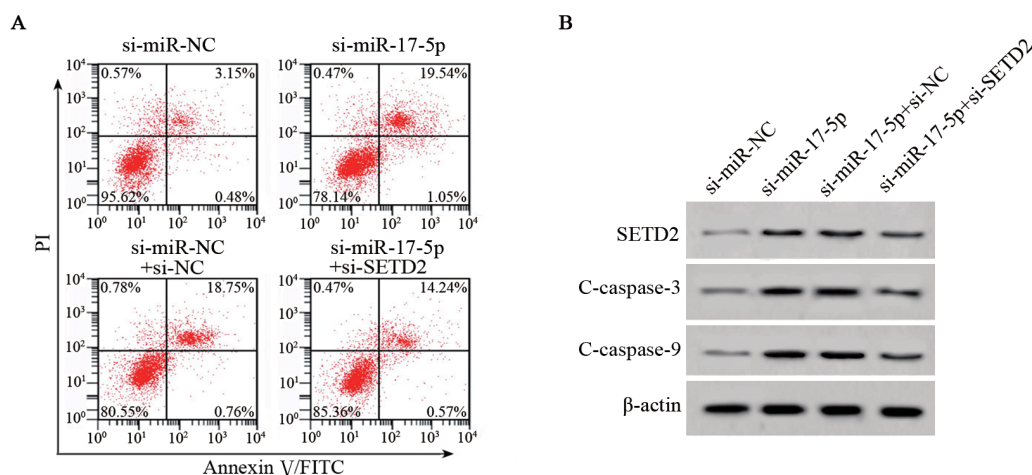 A
si-miR-NC
si-miR-17-5p
10⁴
10³
10²
10¹
10⁰
0.57%
3.15%
95.62%
0.48%
10⁰ 10¹ 10² 10³ 10⁴
10⁴
10³
10²
10¹
10⁰
0.47%
19.54%
78.14%
1.05%
10⁰ 10¹ 10² 10³ 10⁴
PI
si-miR-NC
+si-NC
si-miR-17-5p
+si-SETD2
10⁴
10³
10²
10¹
10⁰
0.78%
18.75%
80.55%
0.76%
10⁰ 10¹ 10² 10³ 10⁴
10⁴
10³
10²
10¹
10⁰
0.47%
14.24%
85.36%
0.57%
10⁰ 10¹ 10² 10³ 10⁴
Annexin V/FITC
B
si-miR-NC
si-miR-17-5p
si-miR-17-5p+si-NC
si-miR-17-5p+si-SETD2
SETD2
C-caspase-3
C-caspase-9
β-actin